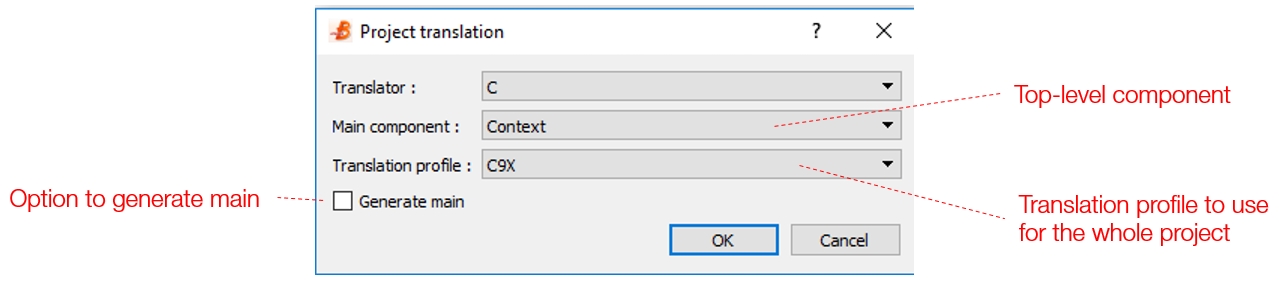 Project translation ?
Translator : C
Main component : Context
Translation profile : C9X
Generate main
OK Cancel
Top-level component
Option to generate main
Translation profile to use
for the whole project